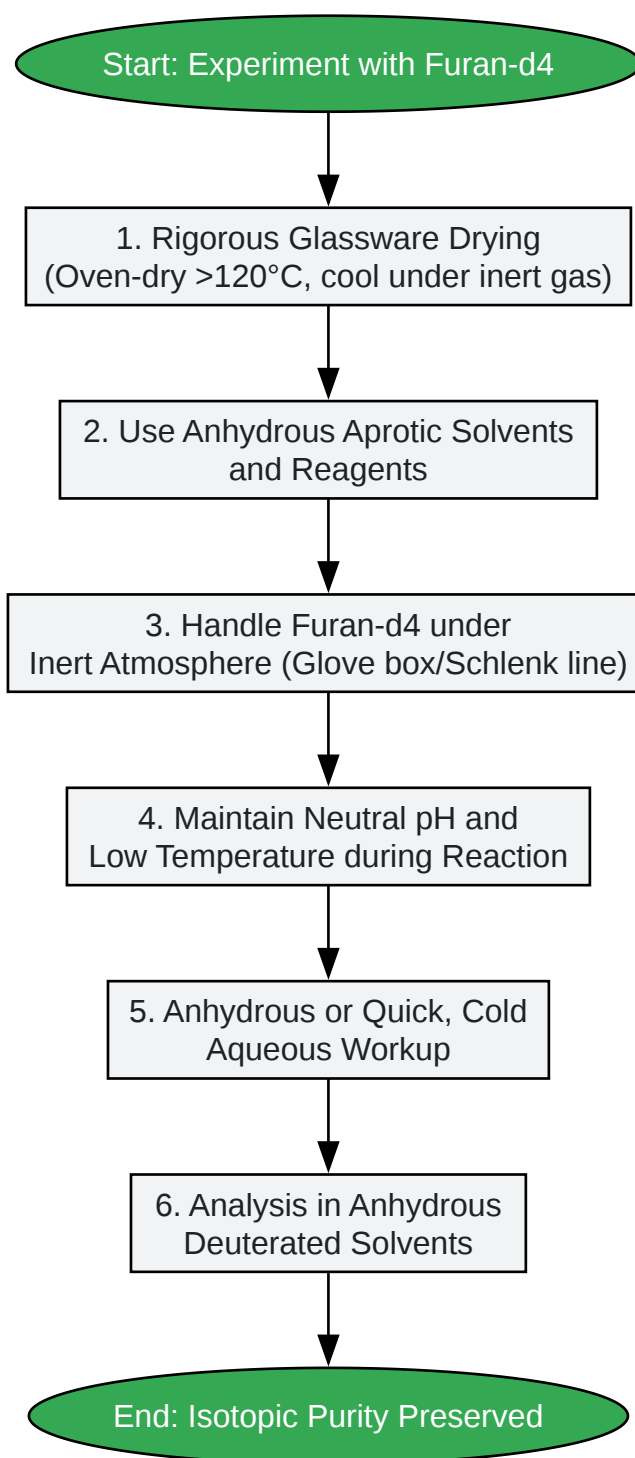 Start: Experiment with Furan-d4
1. Rigorous Glassware Drying
(Oven-dry >120°C, cool under inert gas)
2. Use Anhydrous Aprotic Solvents
and Reagents
3. Handle Furan-d4 under
Inert Atmosphere (Glove box/Schlenk line)
4. Maintain Neutral pH and
Low Temperature during Reaction
5. Anhydrous or Quick, Cold
Aqueous Workup
6. Analysis in Anhydrous
Deuterated Solvents
End: Isotopic Purity Preserved